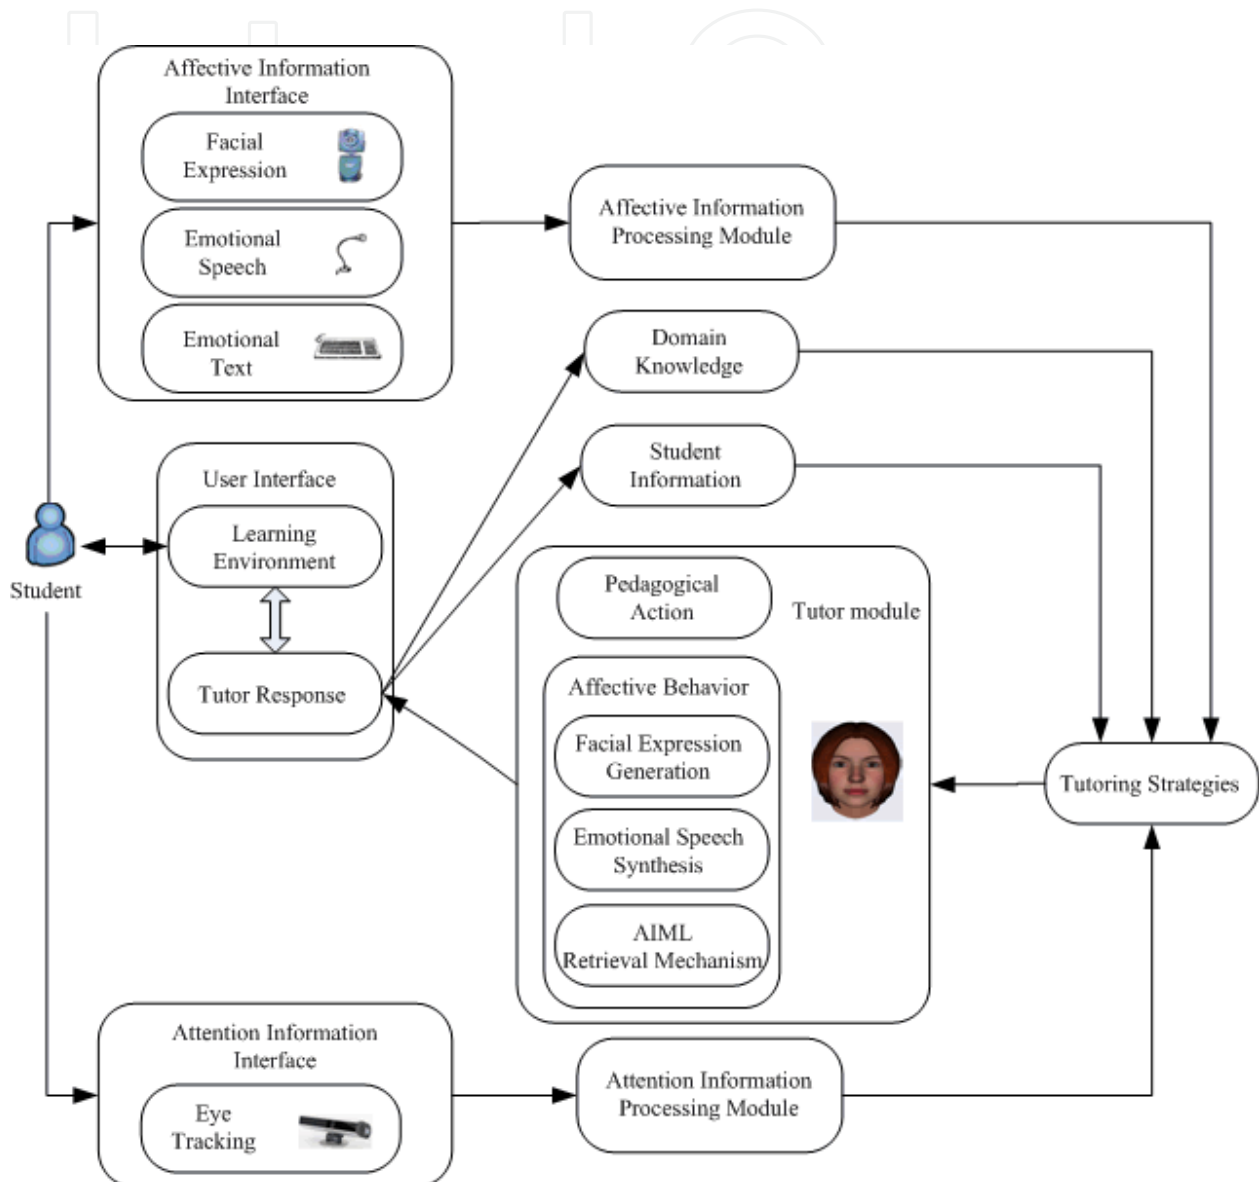 Affective Information
Interface
Facial
Expression
Emotional
Speech
Emotional
Text
Affective Information
Processing Module
Domain
Knowledge
Student
Information
User Interface
Learning
Environment
Tutor Response
Student
Pedagogical
Action
Tutor module
Affective Behavior
Facial Expression
Generation
Emotional Speech
Synthesis
AIML
Retrieval Mechanism
Tutoring Strategies
Attention Information
Interface
Eye
Tracking
Attention Information
Processing Module